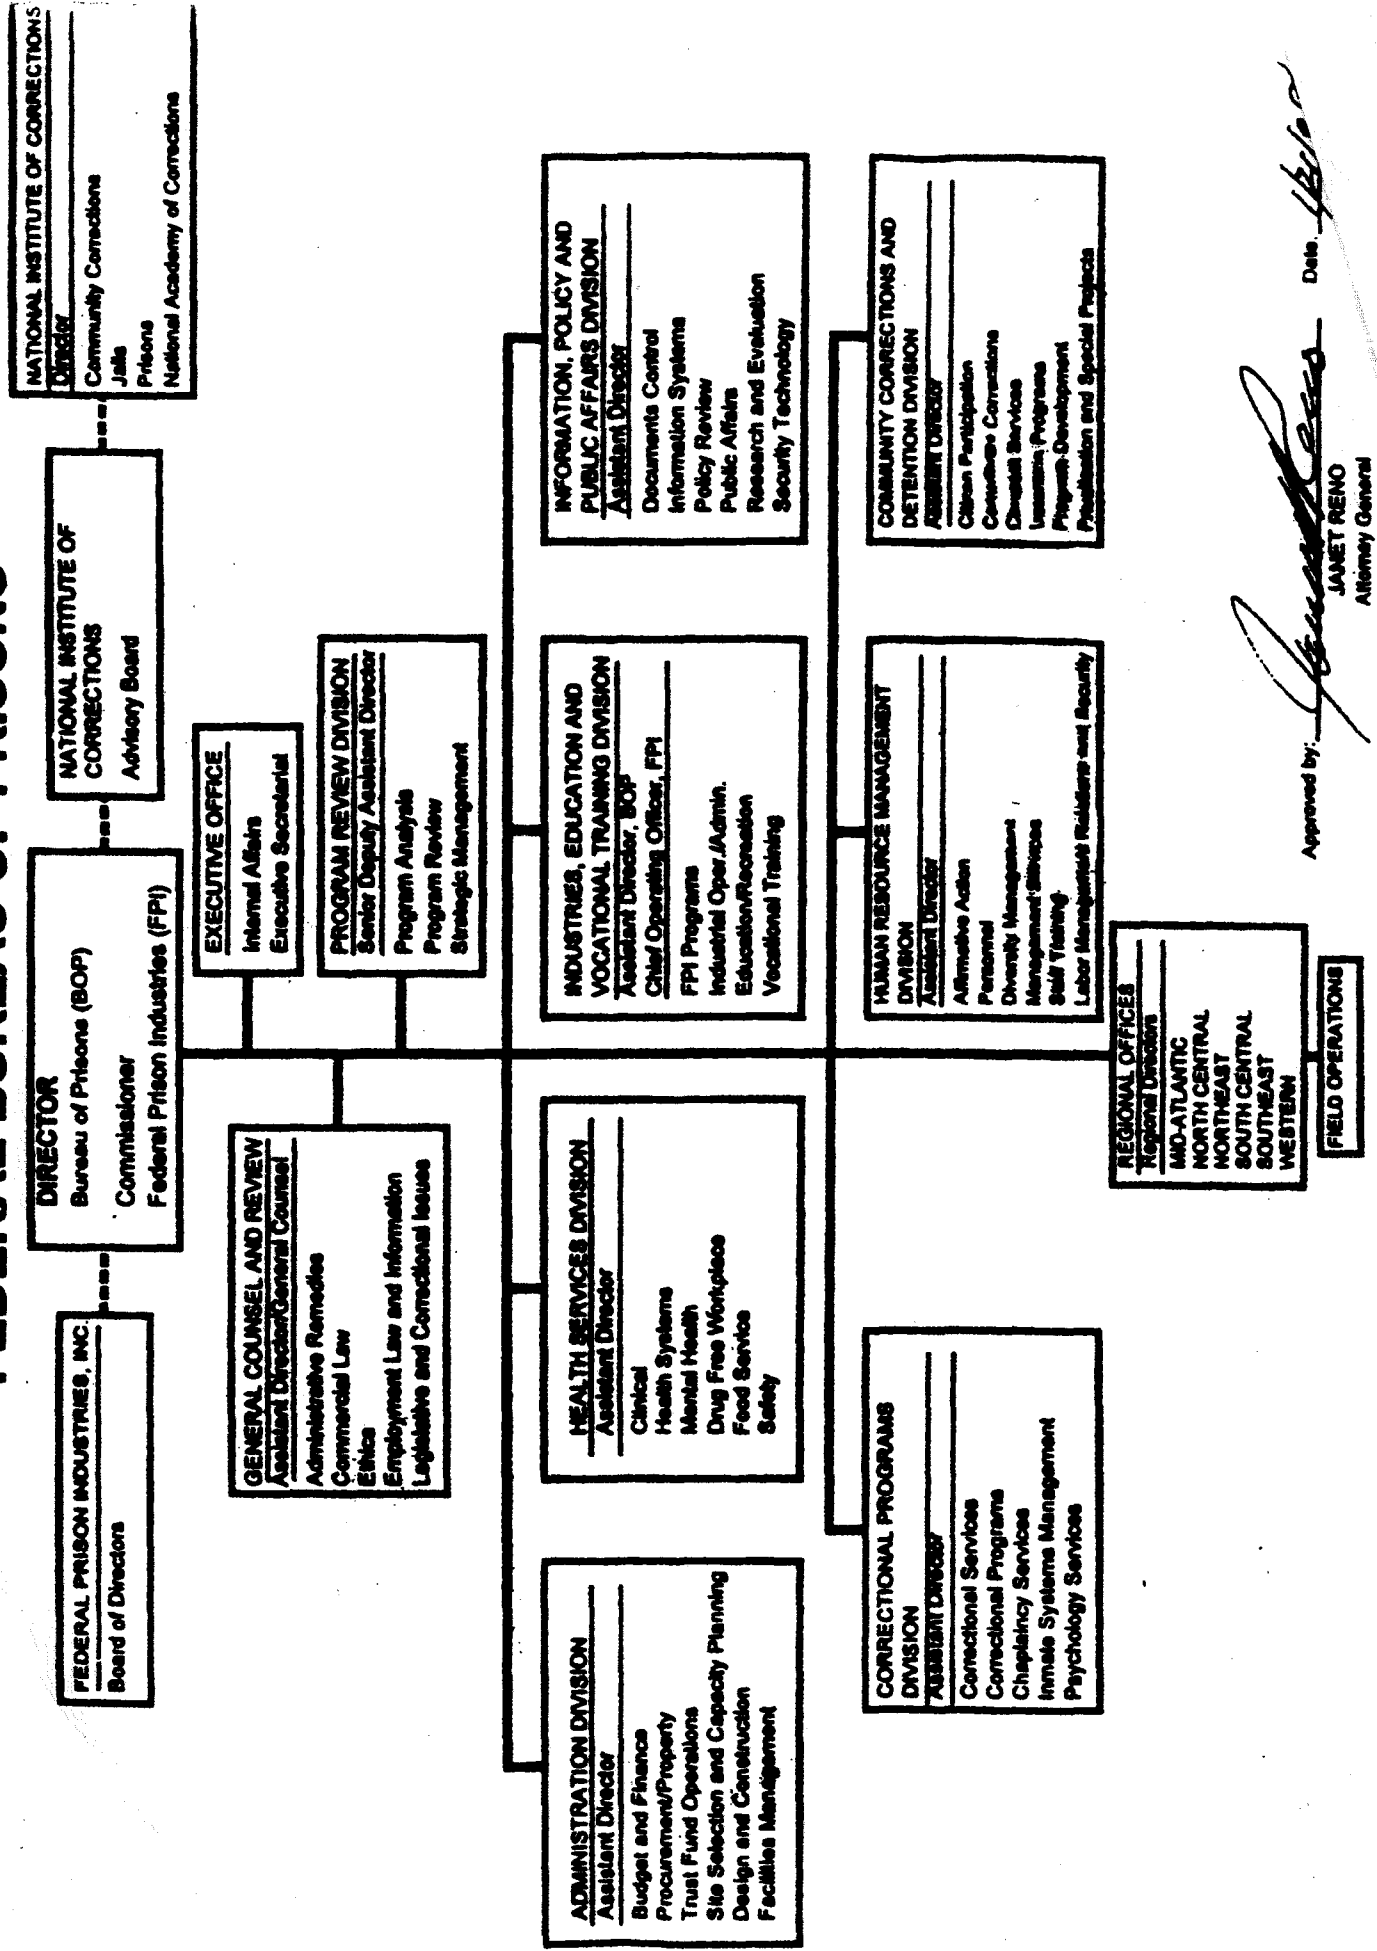 FEDERAL BUREAU OF PRISONS
FEDERAL PRISON INDUSTRIES, INC.
Board of Directors
DIRECTOR
Bureau of Prisons (BOP)
Commissioner
Federal Prison Industries (FPI)
NATIONAL INSTITUTE OF
CORRECTIONS
Advisory Board
NATIONAL INSTITUTE OF CORRECTIONS
Director
Community Corrections
Jails
Prisons
National Academy of Corrections
EXECUTIVE OFFICE
Internal Affairs
Executive Secretariat
GENERAL COUNSEL AND REVIEW
Assistant Director/General Counsel
Administrative Remedies
Commercial Law
Ethics
Employment Law and Information
Legislative and Correctional Issues
PROGRAM REVIEW DIVISION
Senior Deputy Assistant Director
Program Analysis
Program Review
Strategic Management
ADMINISTRATION DIVISION
Assistant Director
Budget and Finance
Procurement/Property
Trust Fund Operations
Site Selection and Capacity Planning
Design and Construction
Facilities Management
HEALTH SERVICES DIVISION
Assistant Director
Clinical
Health Systems
Mental Health
Drug Free Workplace
Food Service
Safety
INDUSTRIES, EDUCATION AND
VOCATIONAL TRAINING DIVISION
Assistant Director, BOP
Chief Operating Officer, FPI
FPI Programs
Industrial Oper./Admin.
Education/Recreation
Vocational Training
INFORMATION, POLICY AND
PUBLIC AFFAIRS DIVISION
Assistant Director
Documents Control
Information Systems
Policy Review
Public Affairs
Research and Evaluation
Security Technology
CORRECTIONAL PROGRAMS
DIVISION
Assistant Director
Correctional Services
Correctional Programs
Chaplaincy Services
Inmate Systems Management
Psychology Services
HUMAN RESOURCE MANAGEMENT
DIVISION
Assistant Director
Affirmative Action
Personnel
Diversity Management
Management Services
Staff Training
Labor Management Relations and Security
COMMUNITY CORRECTIONS AND
DETENTION DIVISION
Assistant Director
Citizen Participation
Community Corrections
Detention Services
Programs
Program Development
Privatization and Special Projects
REGIONAL OFFICES
Regional Directors
MID-ATLANTIC
NORTH CENTRAL
NORTHEAST
SOUTH CENTRAL
SOUTHEAST
WESTERN
FIELD OPERATIONS
Approved by: Janet Reno Date:
JANET RENO
Attorney General